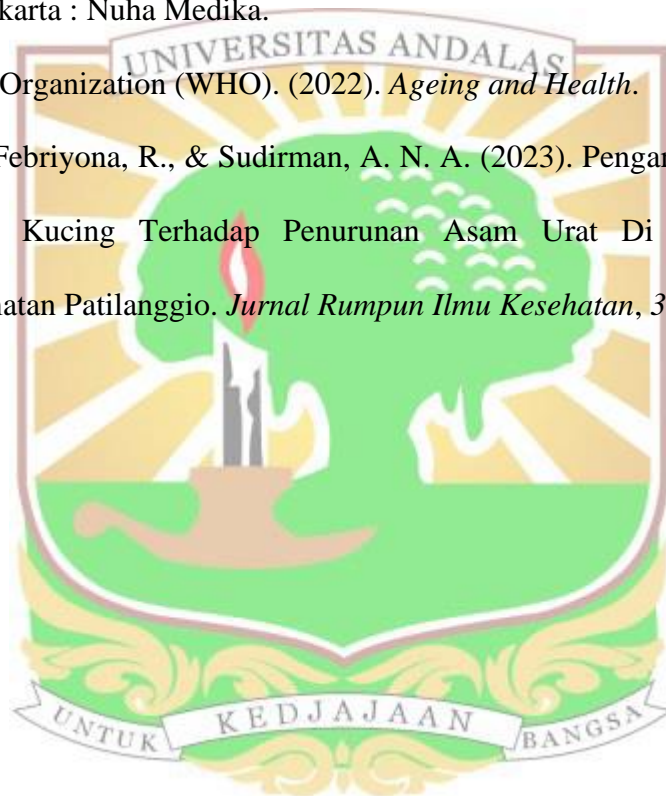 karta : Nuha Medika.
UNIVERSITAS ANDALAS
Organization (WHO). (2022). Ageing and Health.
Febriyona, R., & Sudirman, A. N. A. (2023). Pengar
Kucing Terhadap Penurunan Asam Urat Di
natan Patilanggio. Jurnal Rumpun Ilmu Kesehatan, 3
UNTUK KEDJAJAAN BANGSA